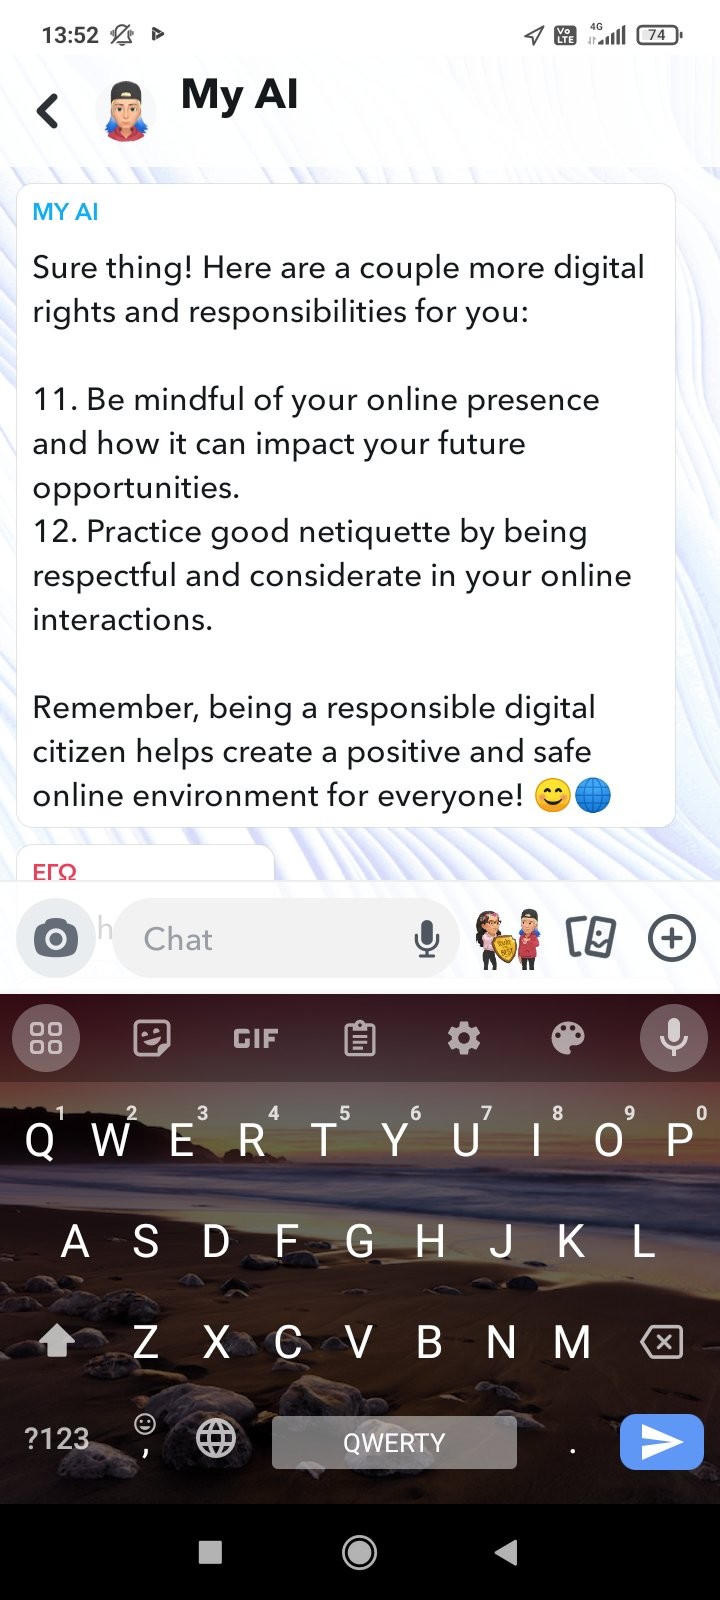 13:52
4G
Vo LTE
74
My AI
MY AI
Sure thing! Here are a couple more digital
rights and responsibilities for you:
11. Be mindful of your online presence
and how it can impact your future
opportunities.
12. Practice good netiquette by being
respectful and considerate in your online
interactions.
Remember, being a responsible digital
citizen helps create a positive and safe
online environment for everyone! 😊🌐
ΕΓΩ
Chat
GIF
1 2 3 4 5 6 7 8 9 0
Q W E R T Y U I O P
A S D F G H J K L
Z X C V B N M
?123 , QWERTY .